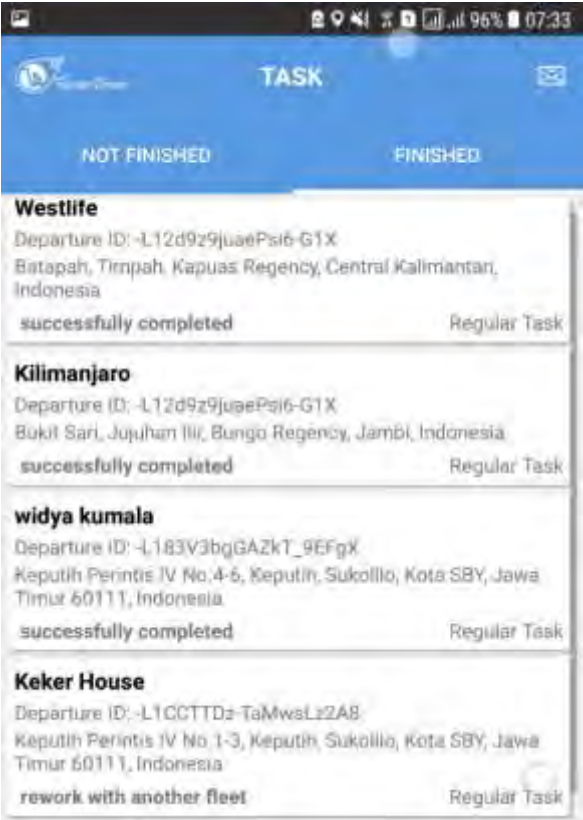 96% 07:33
TASK
NOT FINISHED
FINISHED
Westlife
Departure ID: -L12d9z9juaePsi6-G1X
Batapah, Timpah, Kapuas Regency, Central Kalimantan,
Indonesia
successfully completed Regular Task
Kilimanjaro
Departure ID: -L12d9z9juaePsi6-G1X
Bukit Sari, Jujuhan Ilir, Bungo Regency, Jambi, Indonesia
successfully completed Regular Task
widya kumala
Departure ID: -L183V3bgGAZkT_9EFgX
Keputih Perintis IV No.4-6, Keputih, Sukolilo, Kota SBY, Jawa
Timur 60111, Indonesia
successfully completed Regular Task
Keker House
Departure ID: -L1CCTTDz-TaMwsLz2A8
Keputih Perintis IV No.1-3, Keputih, Sukolilo, Kota SBY, Jawa
Timur 60111, Indonesia
rework with another fleet Regular Task